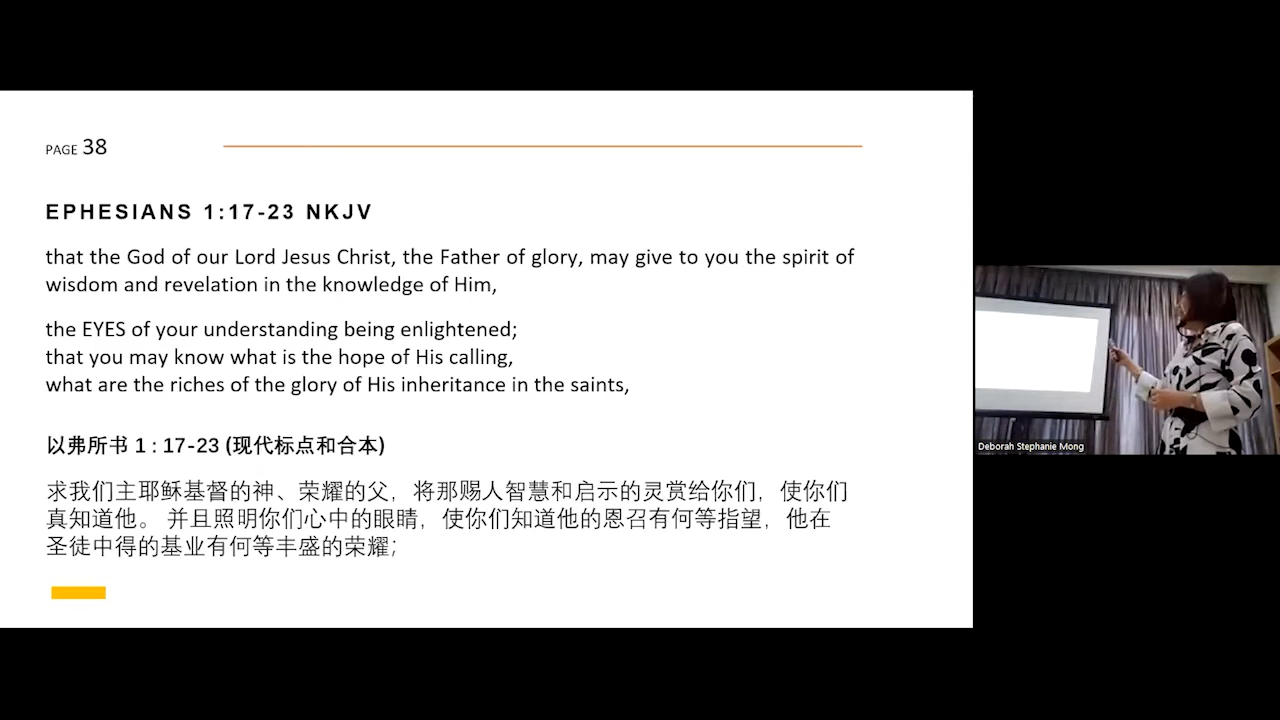 PAGE 38
EPHESIANS 1:17-23 NKJV
that the God of our Lord Jesus Christ, the Father of glory, may give to you the spirit of
wisdom and revelation in the knowledge of Him,
the EYES of your understanding being enlightened;
that you may know what is the hope of His calling,
what are the riches of the glory of His inheritance in the saints,
以弗所书 1 : 17-23 (现代标点和合本)
求我们主耶稣基督的神、荣耀的父，将那赐人智慧和启示的灵赏给你们，使你们
真知道他。 并且照明你们心中的眼睛，使你们知道他的恩召有何等指望，他在
圣徒中得的基业有何等丰盛的荣耀;
Deborah Stephanie Mong